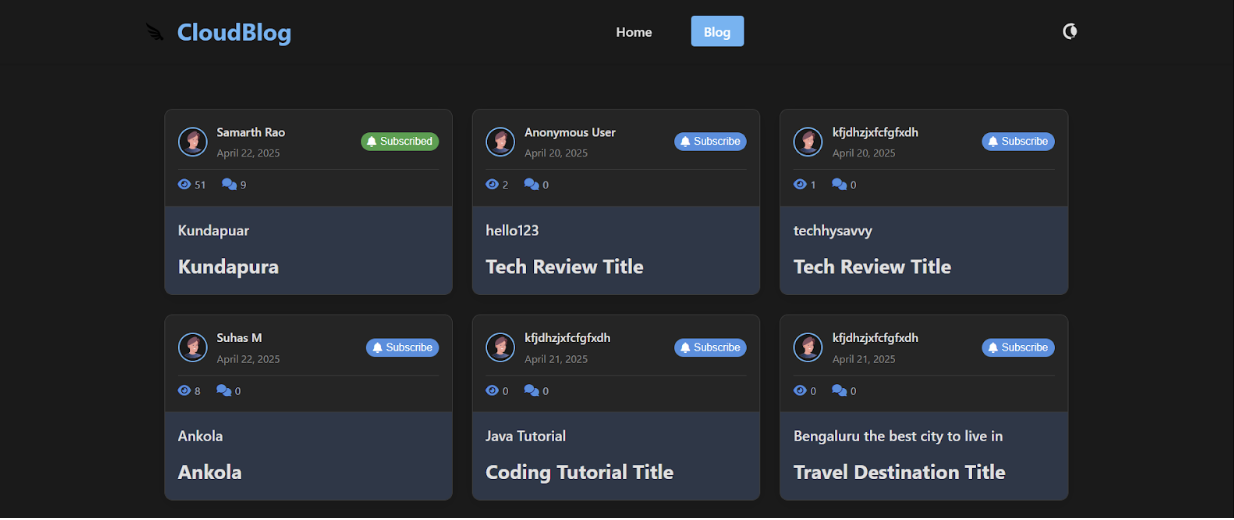 CloudBlog
Home
Blog
Samarth Rao
April 22, 2025
Subscribed
51
9
Kundapuar
Kundapura
Anonymous User
April 20, 2025
Subscribe
2
0
hello123
Tech Review Title
kfjdhzjxfcfgfxdh
April 20, 2025
Subscribe
1
0
techhysavvy
Tech Review Title
Suhas M
April 22, 2025
Subscribe
8
0
Ankola
Ankola
kfjdhzjxfcfgfxdh
April 21, 2025
Subscribe
0
0
Java Tutorial
Coding Tutorial Title
kfjdhzjxfcfgfxdh
April 21, 2025
Subscribe
0
0
Bengaluru the best city to live in
Travel Destination Title